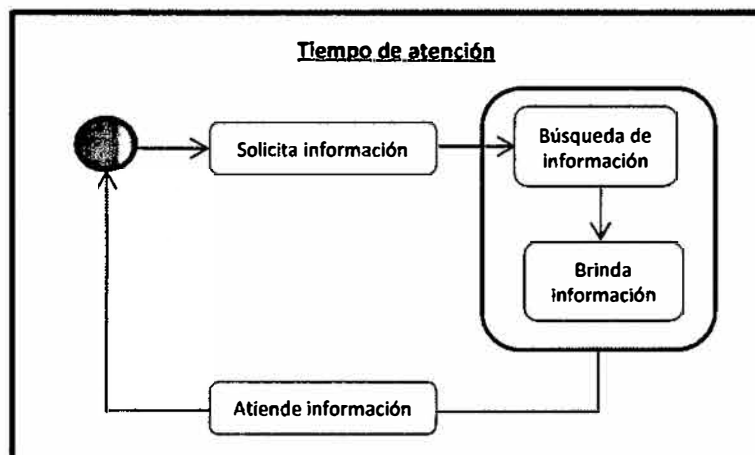 Tiempo de atención
Solicita información
Búsqueda de
información
Brinda
información
Atiende información